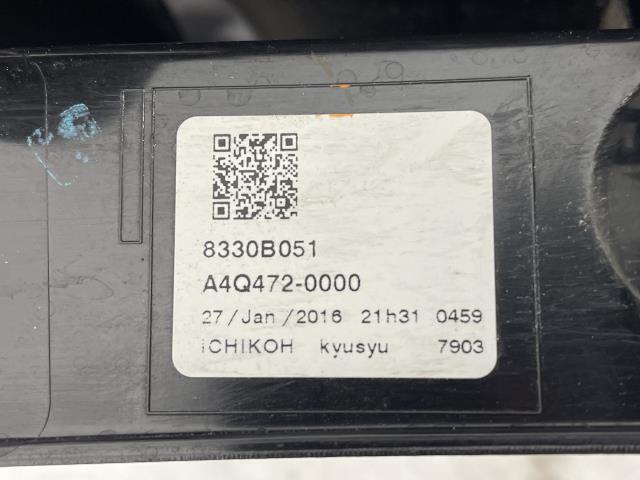 8330B051
A4Q472-0000
27/Jan/2016 21h31 0459
iCHIKOH kyusyu 7903